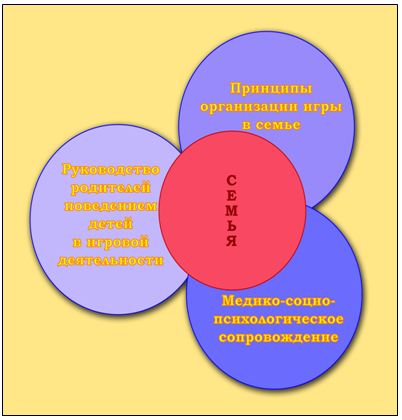 Принципы
организации игры
в семье
Руководство
родителей
поведением
детей
в игровой
деятельности
С
Е
М
Ь
Я
Медико-социо-
психологическое
сопровождение